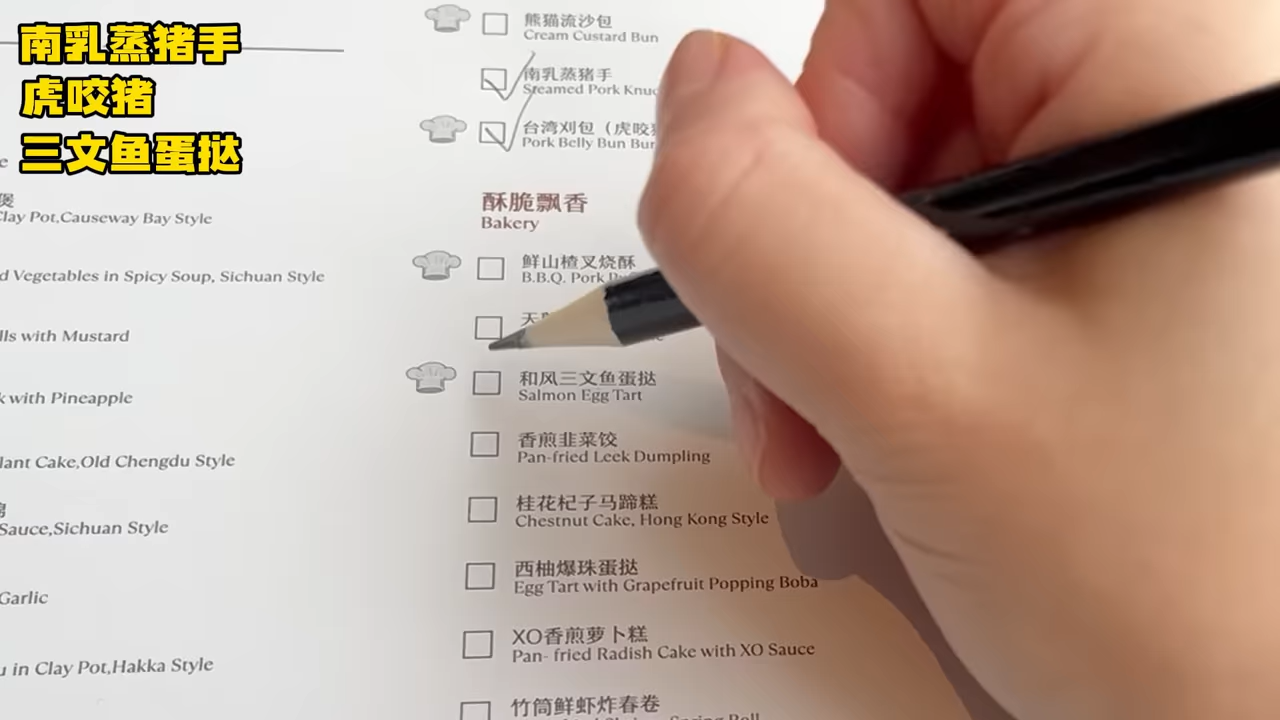 南乳蒸猪手
虎咬猪
三文鱼蛋挞
煲
Clay Pot,Causeway Bay Style
Vegetables in Spicy Soup, Sichuan Style
with Mustard
with Pineapple
Cake,Old Chengdu Style
Sauce,Sichuan Style
Garlic
in Clay Pot,Hakka Style
熊猫流沙包
Cream Custard Bun
南乳蒸猪手
Steamed Pork
台湾刈包（虎咬
Pork Belly Bun
酥脆飘香
Bakery
鲜山楂叉烧酥
B.B.Q. Pork
天
和风三文鱼蛋挞
Salmon Egg Tart
香煎韭菜饺
Pan-fried Leek Dumpling
桂花杞子马蹄糕
Chestnut Cake, Hong Kong Style
西柚爆珠蛋挞
Egg Tart with Grapefruit Popping Boba
XO香煎萝卜糕
Pan- fried Radish Cake with XO Sauce
竹筒鲜虾炸春卷
Spring Roll